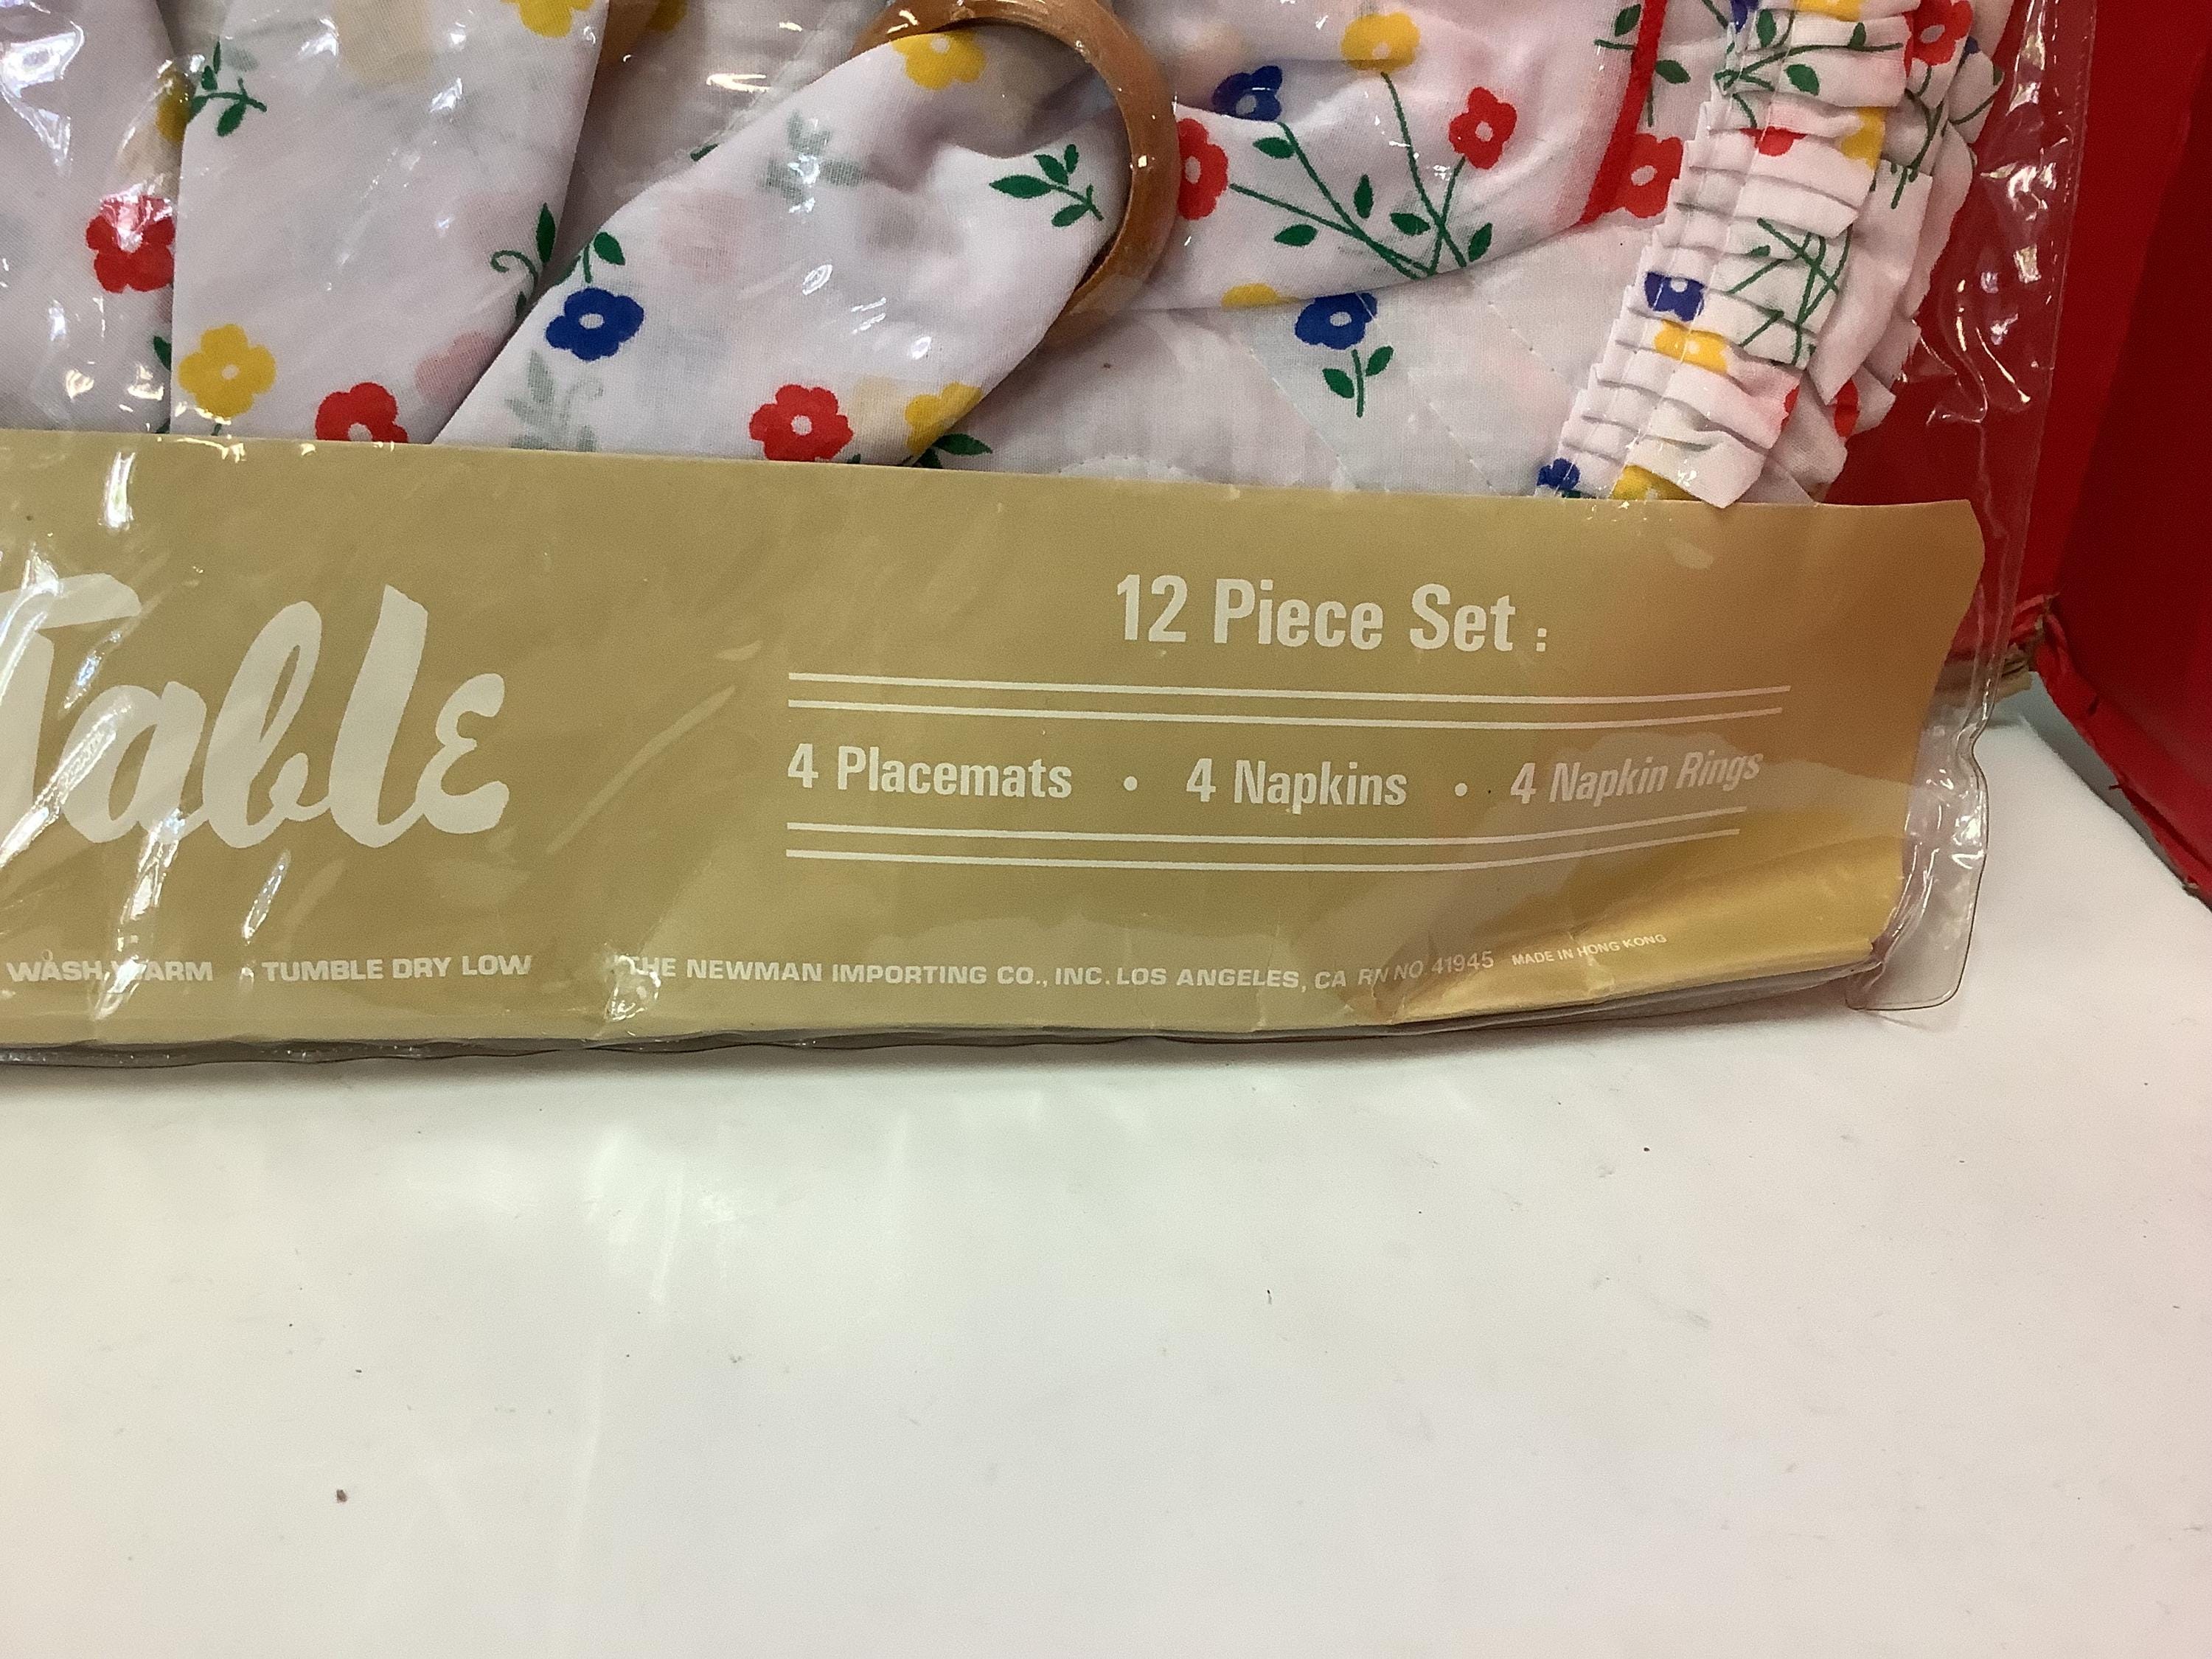 Table
12 Piece Set :
4 Placemats • 4 Napkins • 4 Napkin Rings
WASH WARM • TUMBLE DRY LOW THE NEWMAN IMPORTING CO., INC. LOS ANGELES, CA RN NO 41945 MADE IN HONG KONG